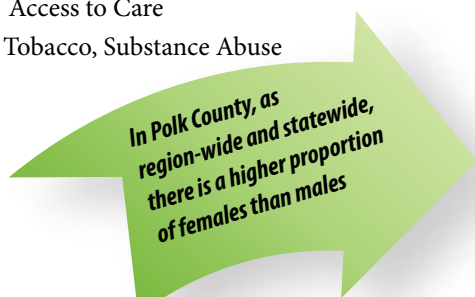 Access to Care
Tobacco, Substance Abuse
In Polk County, as
region-wide and statewide,
there is a higher proportion
of females than males